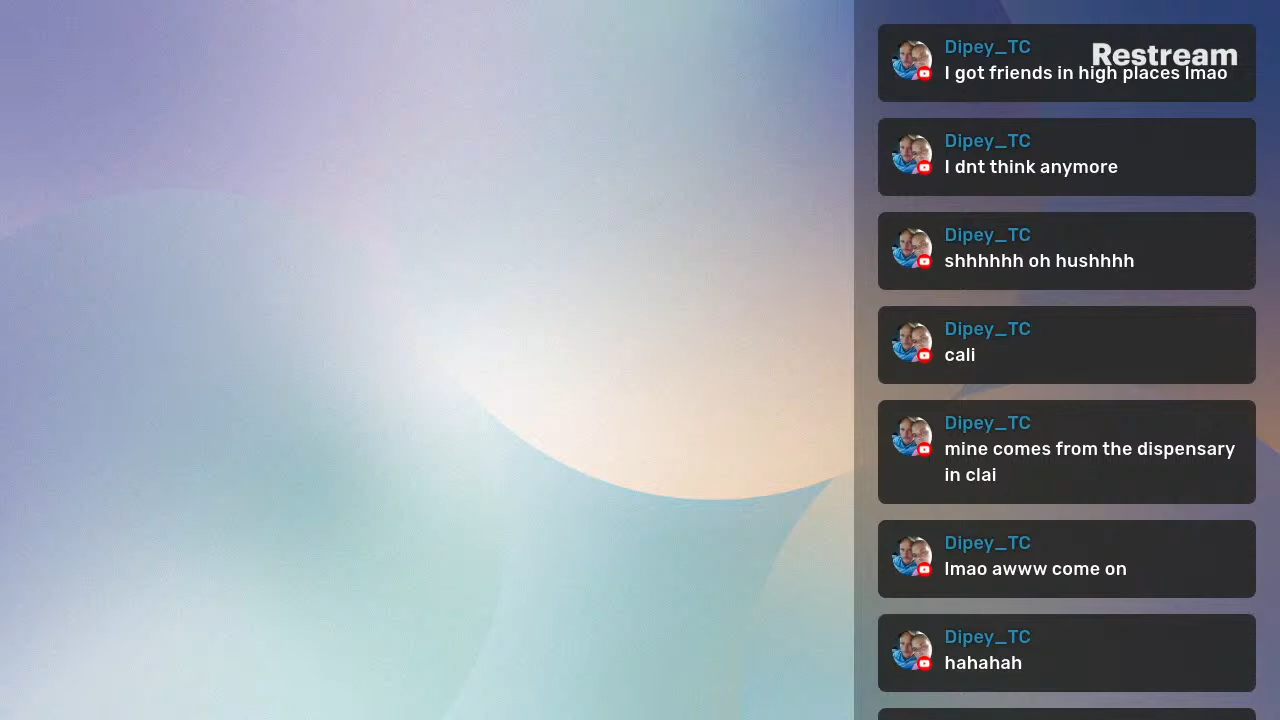 Dipey_TC
Restream
I got friends in high places lmao
Dipey_TC
I dnt think anymore
Dipey_TC
shhhhhh oh hushhhh
Dipey_TC
cali
Dipey_TC
mine comes from the dispensary
in clai
Dipey_TC
lmao awww come on
Dipey_TC
hahahah